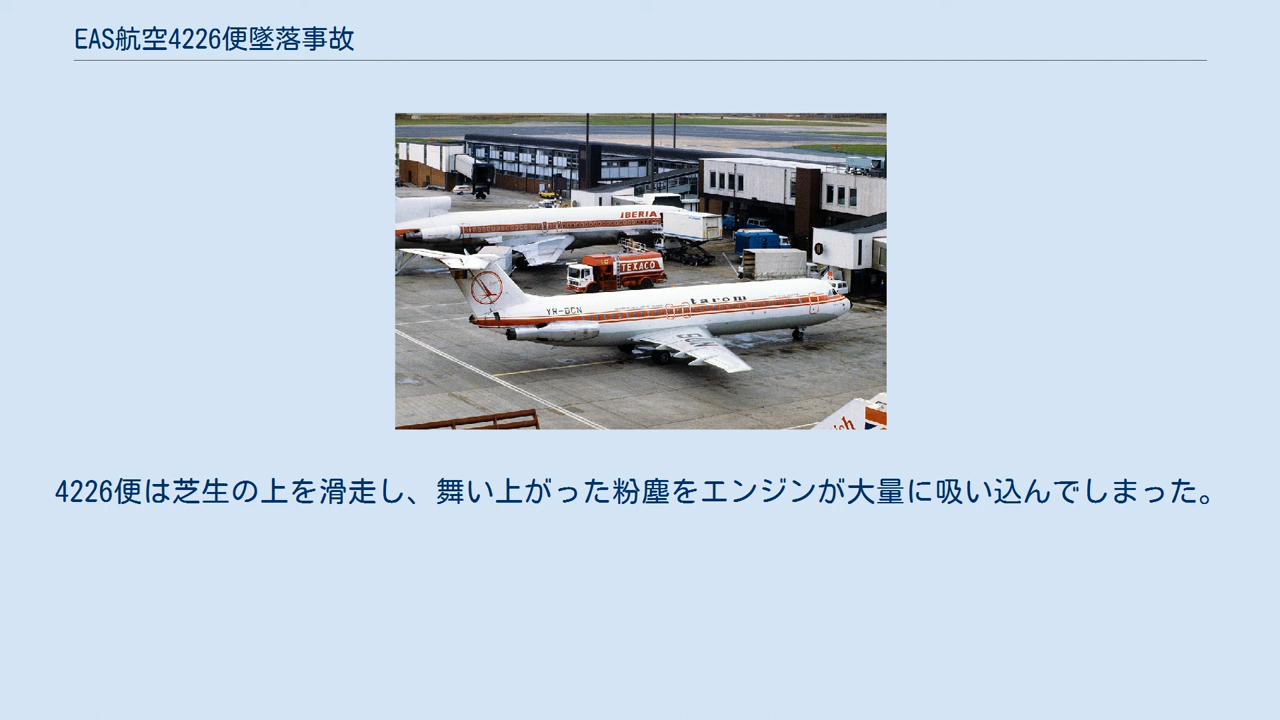 EAS航空4226便墜落事故
IBERIA
TEXACO
tarom
YR-BCN
4226便は芝生の上を滑走し、舞い上がった粉塵をエンジンが大量に吸い込んでしまった。